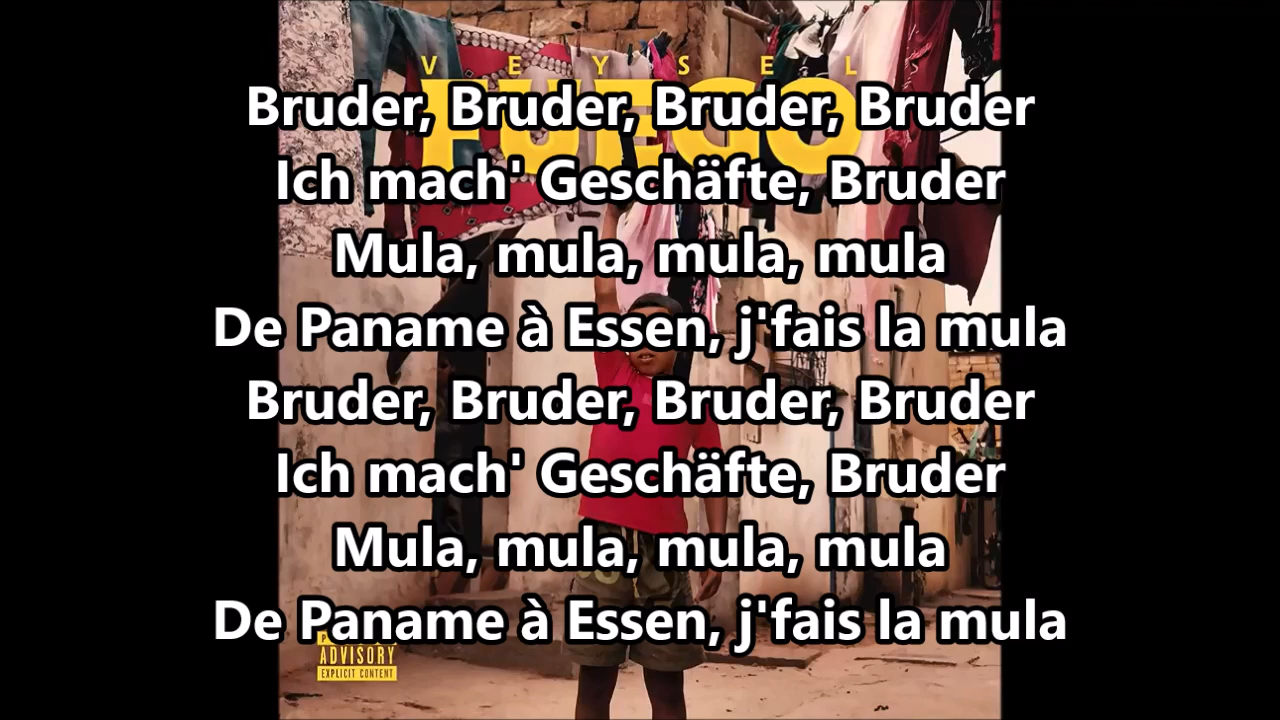 VEYSEL
FUEGO
Bruder, Bruder, Bruder, Bruder
Ich mach' Geschäfte, Bruder
Mula, mula, mula, mula
De Paname à Essen, j'fais la mula
Bruder, Bruder, Bruder, Bruder
Ich mach' Geschäfte, Bruder
Mula, mula, mula, mula
De Paname à Essen, j'fais la mula
ADVISORY
EXPLICIT CONTENT